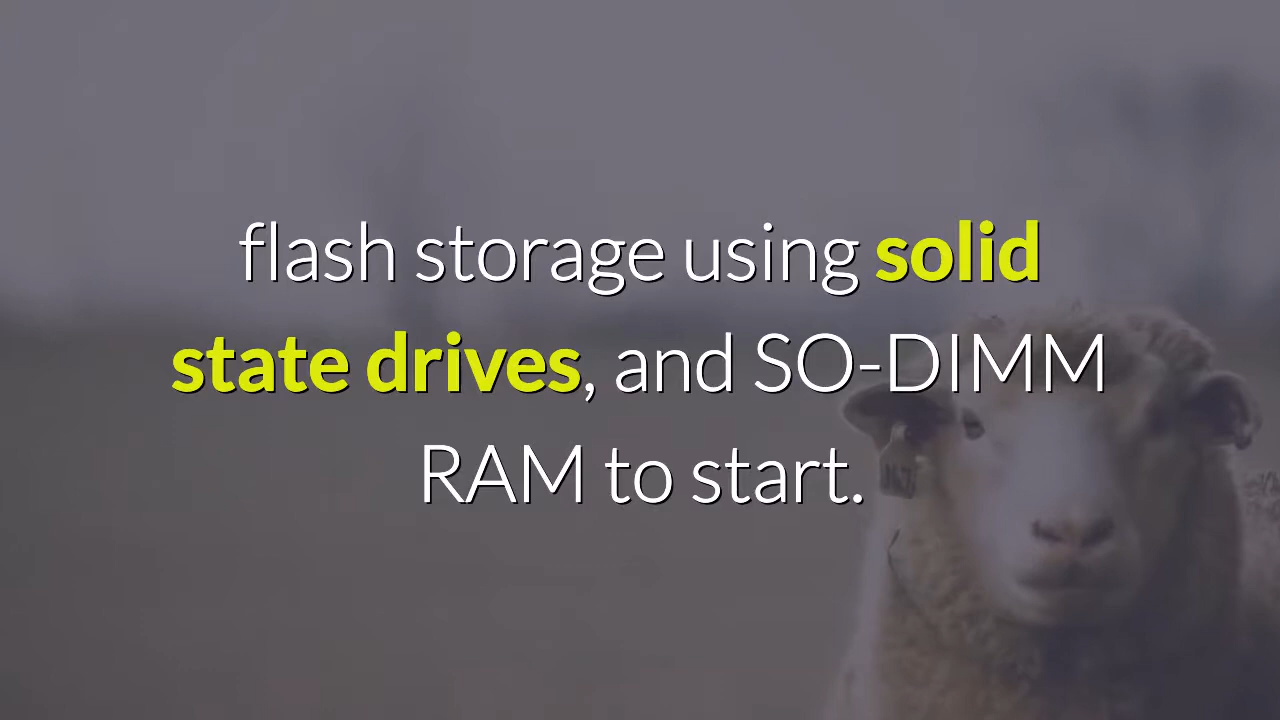 flash storage using solid
state drives, and SO-DIMM
RAM to start.